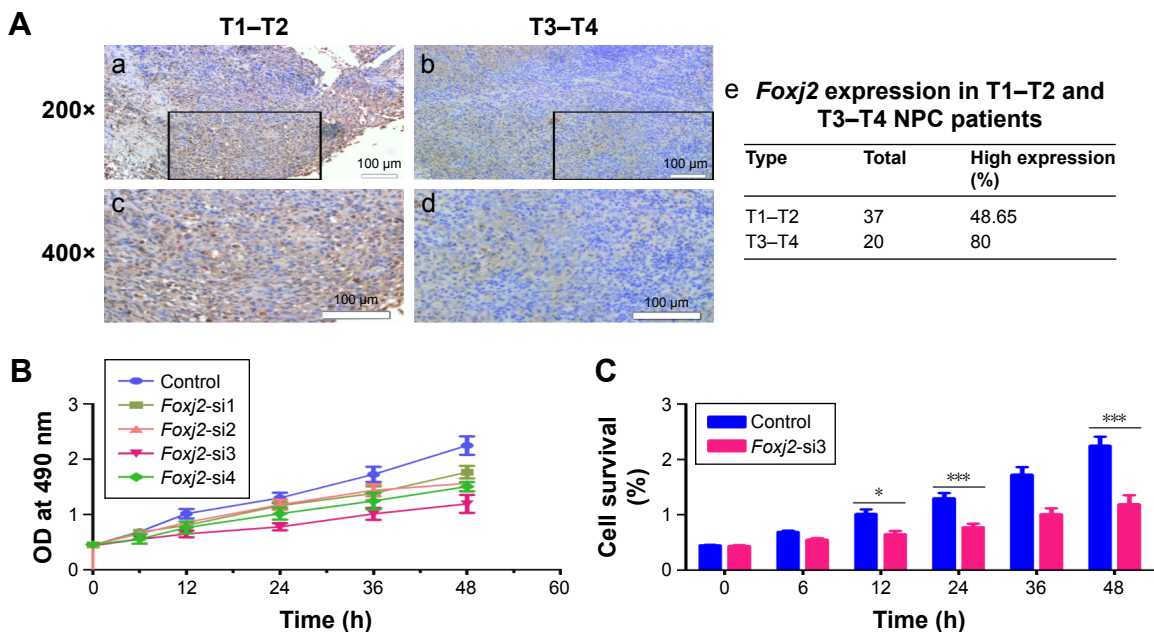 A
T1–T2
T3–T4
200×
a
b
100 µm
100 µm
400×
c
d
100 µm
100 µm
e
Foxj2 expression in T1–T2 and
T3–T4 NPC patients
Type Total High expression
(%)
T1–T2 37 48.65
T3–T4 20 80
B
Control
Foxj2-si1
Foxj2-si2
Foxj2-si3
Foxj2-si4
OD at 490 nm
3
2
1
0
0 12 24 36 48 60
Time (h)
C
Control
Foxj2-si3
Cell survival
(%)
3
2
1
0
*
***
***
0 6 12 24 36 48
Time (h)